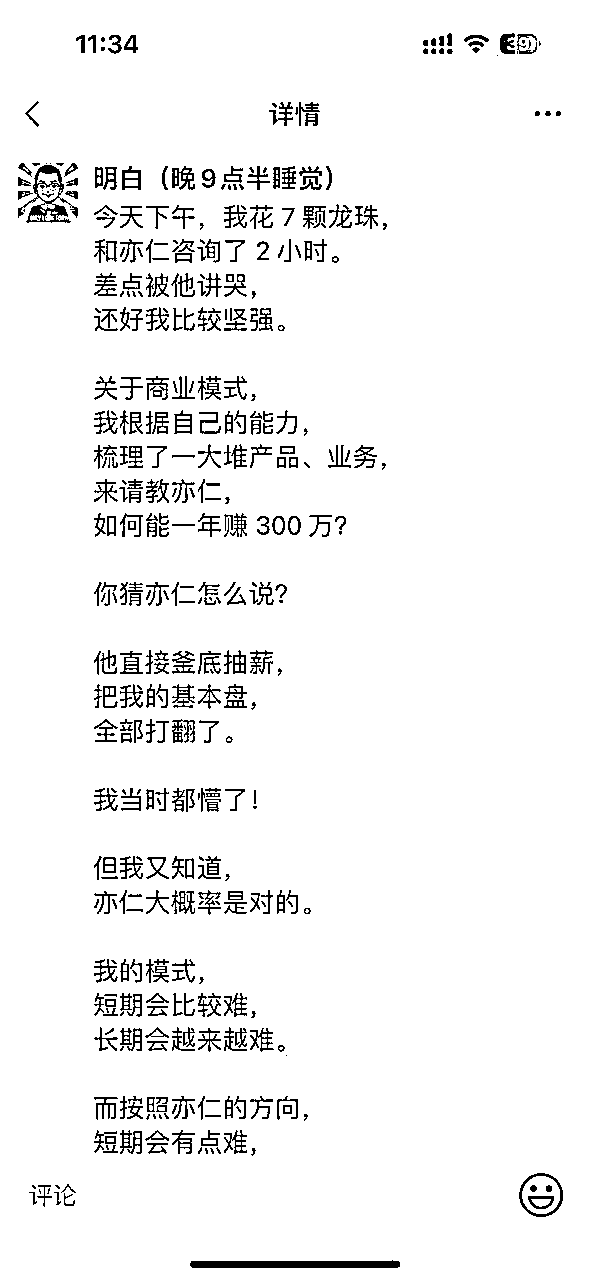 11:34
39
详情
明白（晚9点半睡觉）
今天下午，我花 7 颗龙珠，
和亦仁咨询了 2 小时。
差点被他讲哭，
还好我比较坚强。
关于商业模式，
我根据自己的能力，
梳理了一大堆产品、业务，
来请教亦仁，
如何能一年赚 300 万？
你猜亦仁怎么说？
他直接釜底抽薪，
把我的基本盘，
全部打翻了。
我当时都懵了！
但我又知道，
亦仁大概率是对的。
我的模式，
短期会比较难，
长期会越来越难。
而按照亦仁的方向，
短期会有点难，
评论